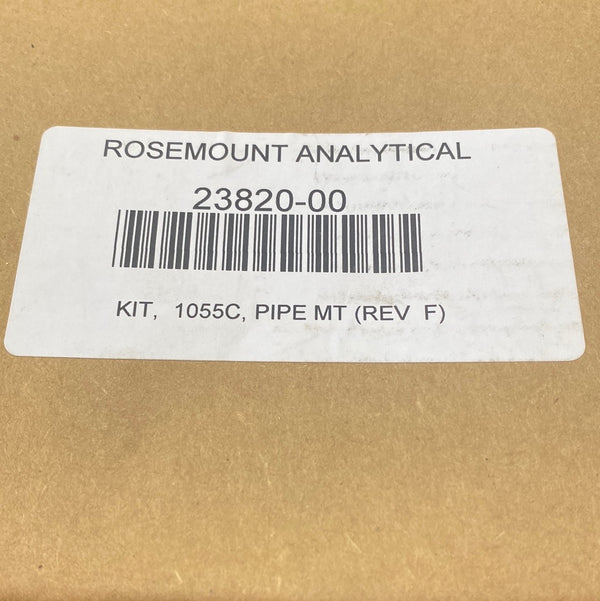 ROSEMOUNT ANALYTICAL
23820-00
KIT, 1055C, PIPE MT (REV F)